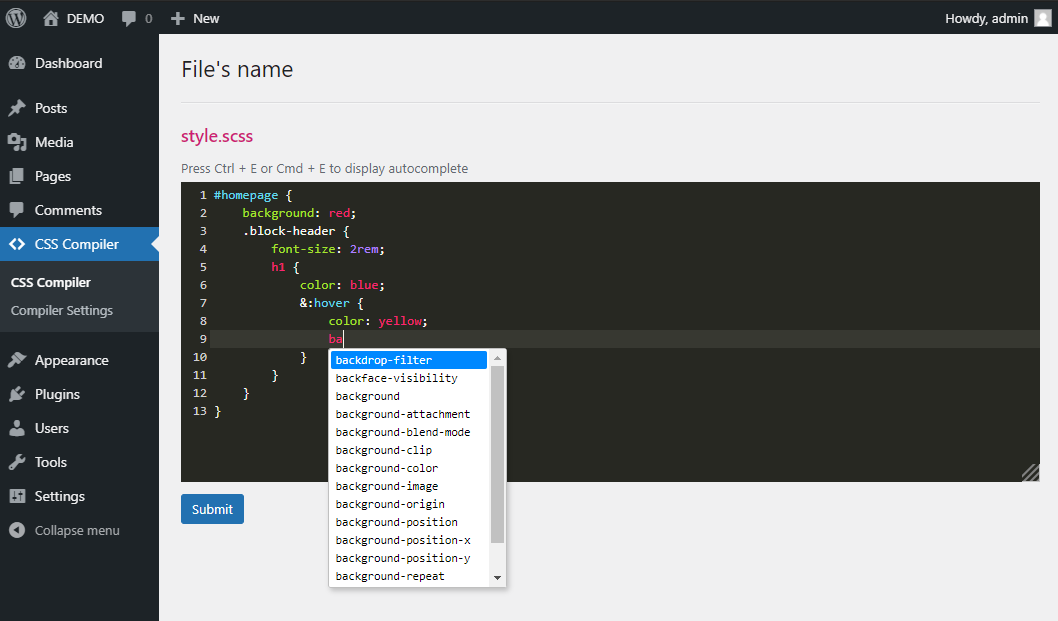 DEMO 0 New Howdy, admin
Dashboard
Posts
Media
Pages
Comments
CSS Compiler
CSS Compiler
Compiler Settings
Appearance
Plugins
Users
Tools
Settings
Collapse menu
File's name
style.scss
Press Ctrl + E or Cmd + E to display autocomplete
1 #homepage {
2     background: red;
3     .block-header {
4         font-size: 2rem;
5         h1 {
6             color: blue;
7             &:hover {
8                 color: yellow;
9                 ba
10             }
11         }
12     }
13 }
backdrop-filter
backface-visibility
background
background-attachment
background-blend-mode
background-clip
background-color
background-image
background-origin
background-position
background-position-x
background-position-y
background-repeat
Submit